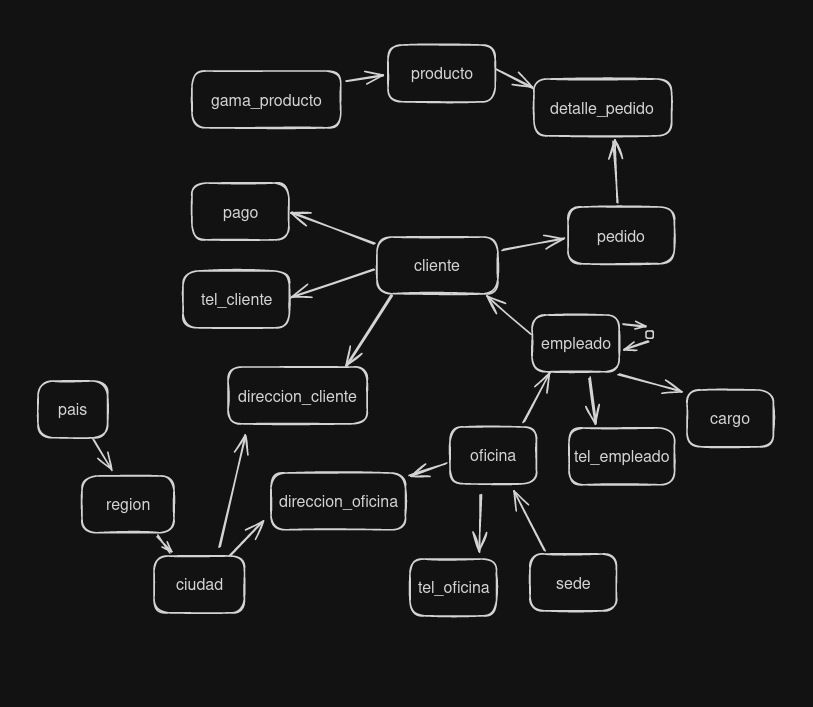 producto
gama_producto
detalle_pedido
pago
pedido
cliente
tel_cliente
empleado
direccion_cliente
pais
cargo
oficina
tel_empleado
direccion_oficina
region
ciudad
tel_oficina
sede